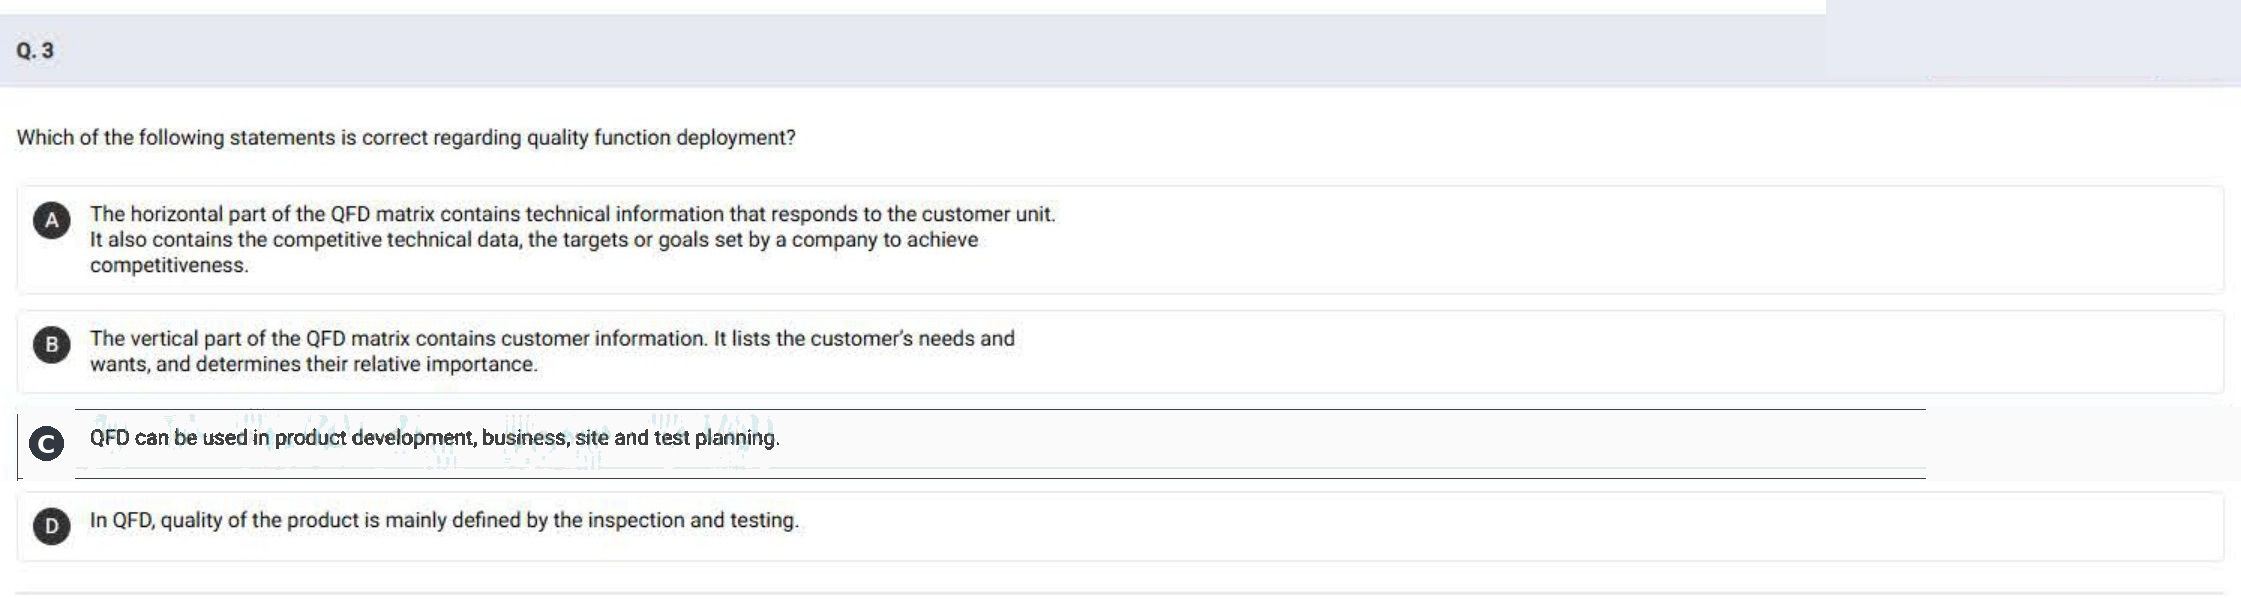 Q. 3
Which of the following statements is correct regarding quality function deployment?
A
The horizontal part of the QFD matrix contains technical information that responds to the customer unit.
It also contains the competitive technical data, the targets or goals set by a company to achieve
competitiveness.
B
The vertical part of the QFD matrix contains customer information. It lists the customer's needs and
wants, and determines their relative importance.
C
QFD can be used in product development, business, site and test planning.
D
In QFD, quality of the product is mainly defined by the inspection and testing.